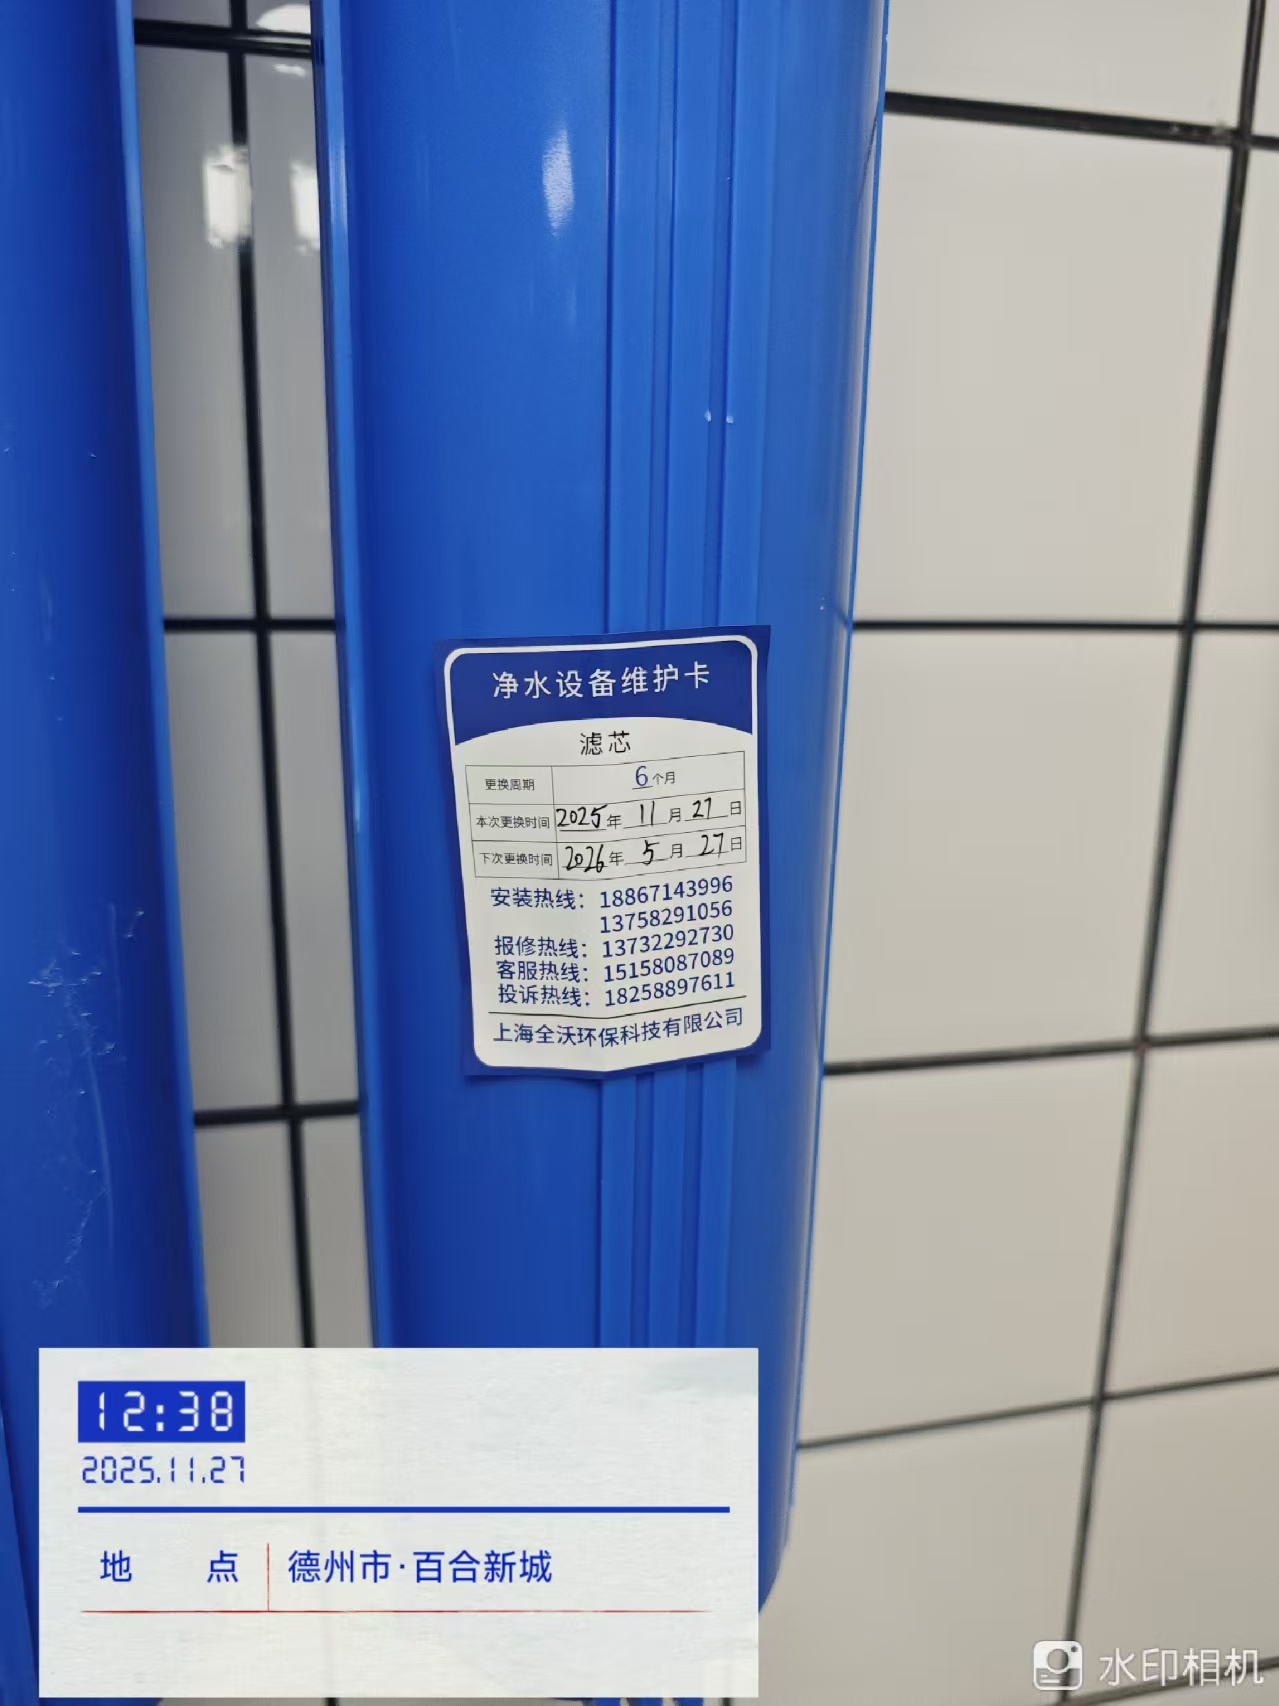 净水设备维护卡
滤芯
更换周期 6个月
本次更换时间 2025年11月27日
下次更换时间 2026年5月27日
安装热线：18867143996
13758291056
报修热线：13732292730
客服热线：15158087089
投诉热线：18258897611
上海全沃环保科技有限公司
12:38
2025.11.27
地 点 德州市·百合新城
水印相机